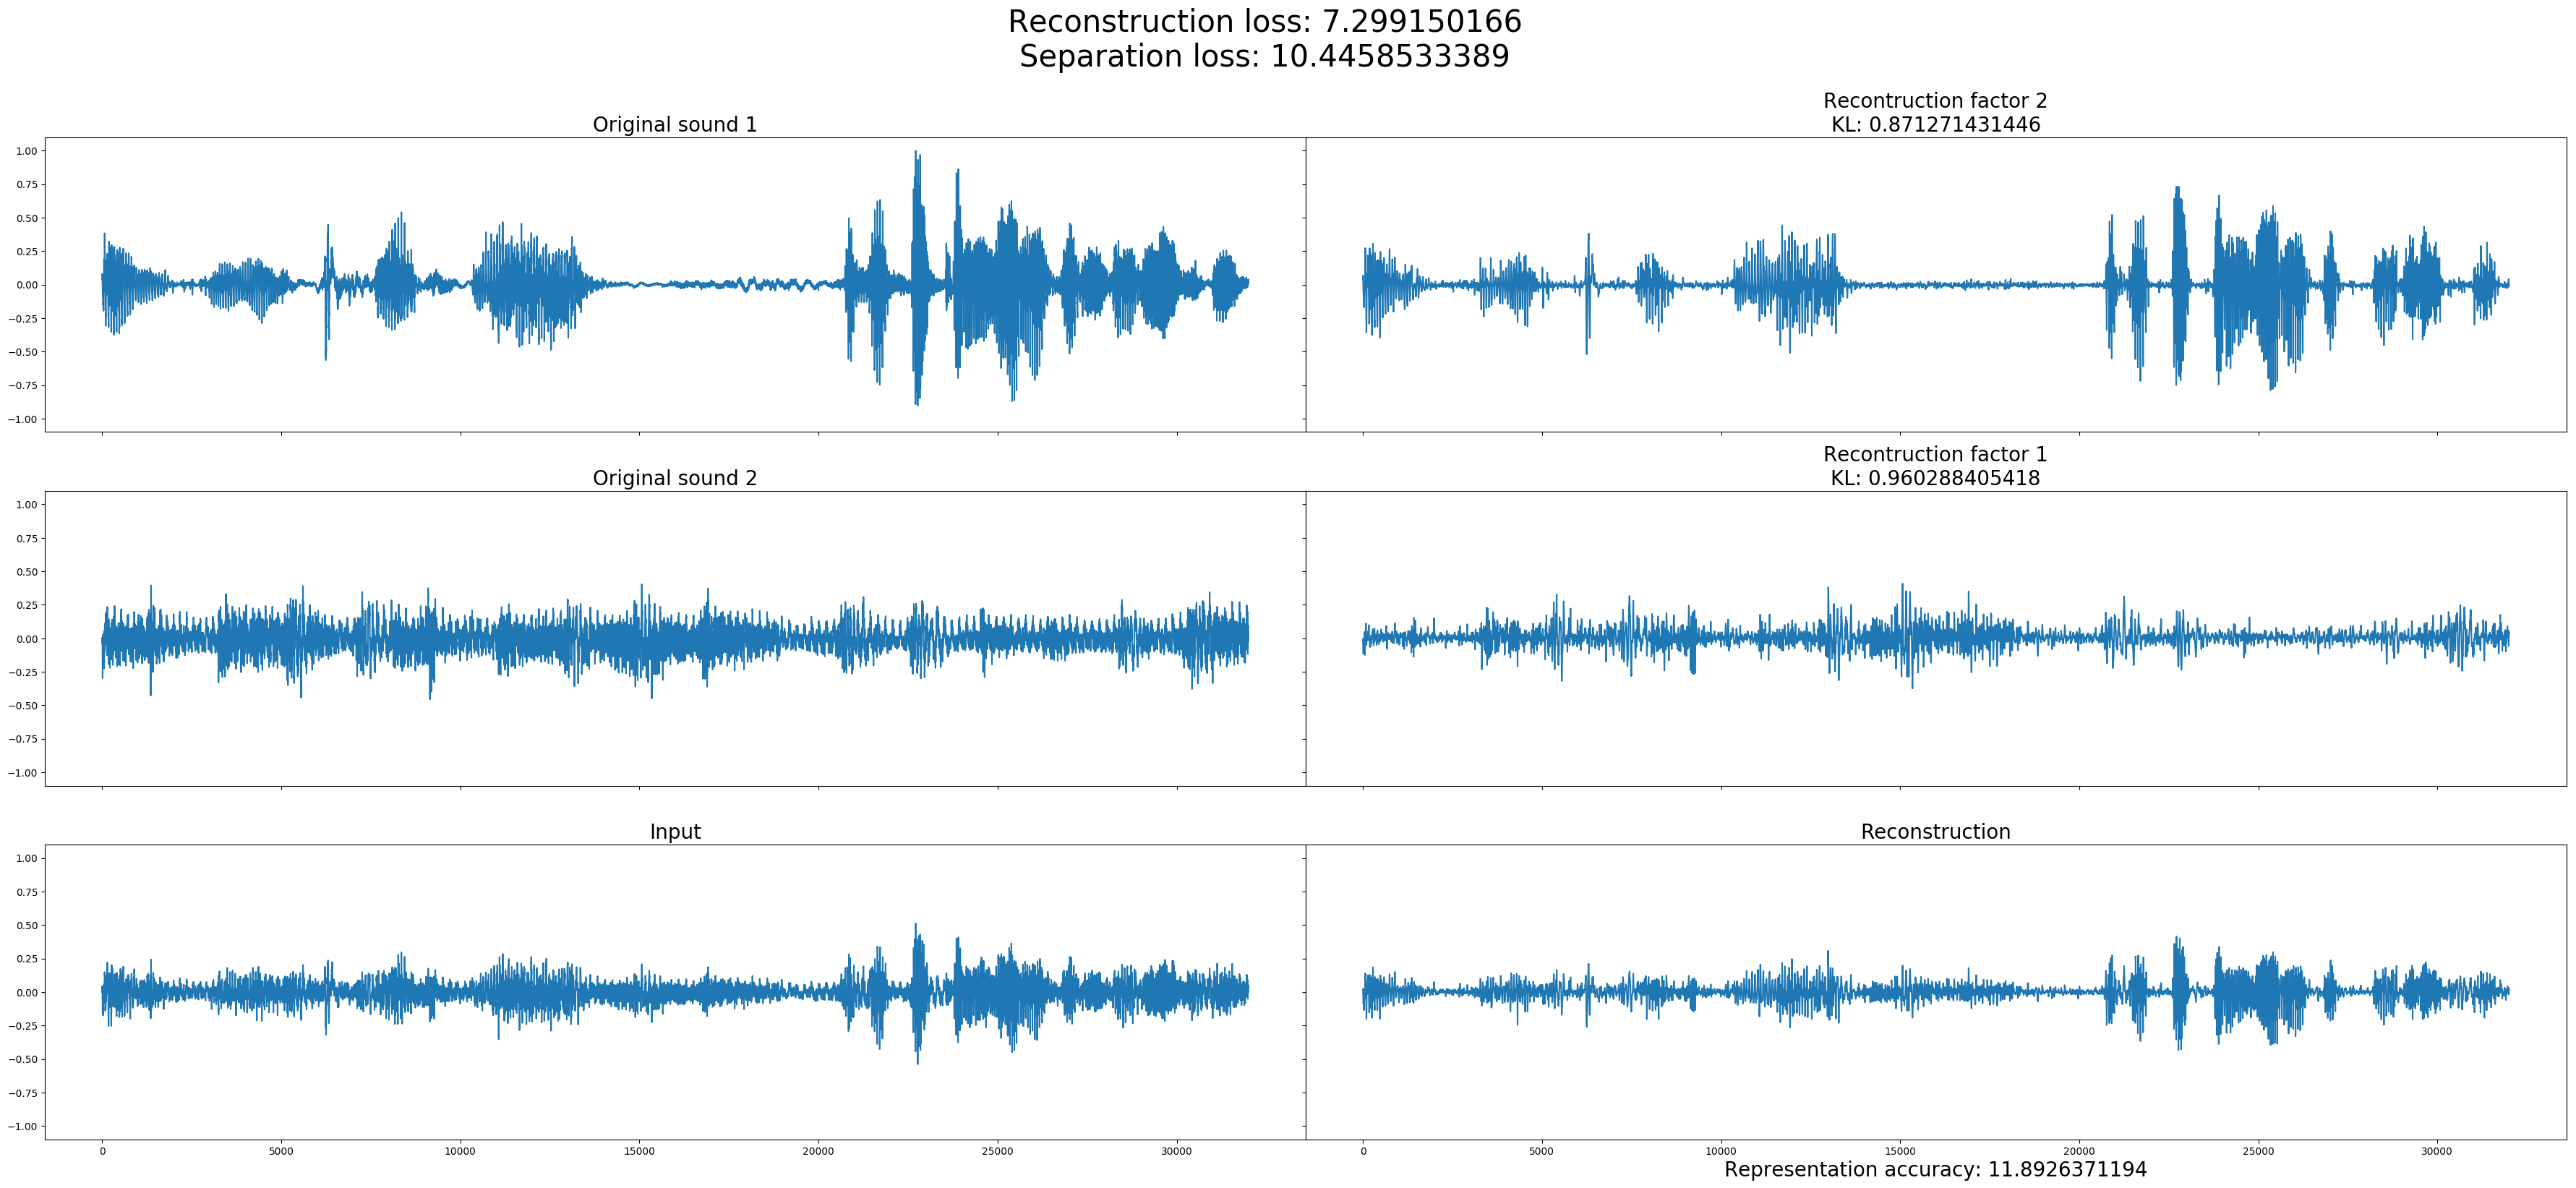 Reconstruction loss: 7.299150166
Separation loss: 10.4458533389
Original sound 1
Recontruction factor 2
KL: 0.871271431446
1.00
0.75
0.50
0.25
0.00
−0.25
−0.50
−0.75
−1.00
Original sound 2
Recontruction factor 1
KL: 0.960288405418
1.00
0.75
0.50
0.25
0.00
−0.25
−0.50
−0.75
−1.00
Input
Reconstruction
1.00
0.75
0.50
0.25
0.00
−0.25
−0.50
−0.75
−1.00
0 5000 10000 15000 20000 25000 30000
0 5000 10000 15000 20000 25000 30000
Representation accuracy: 11.8926371194